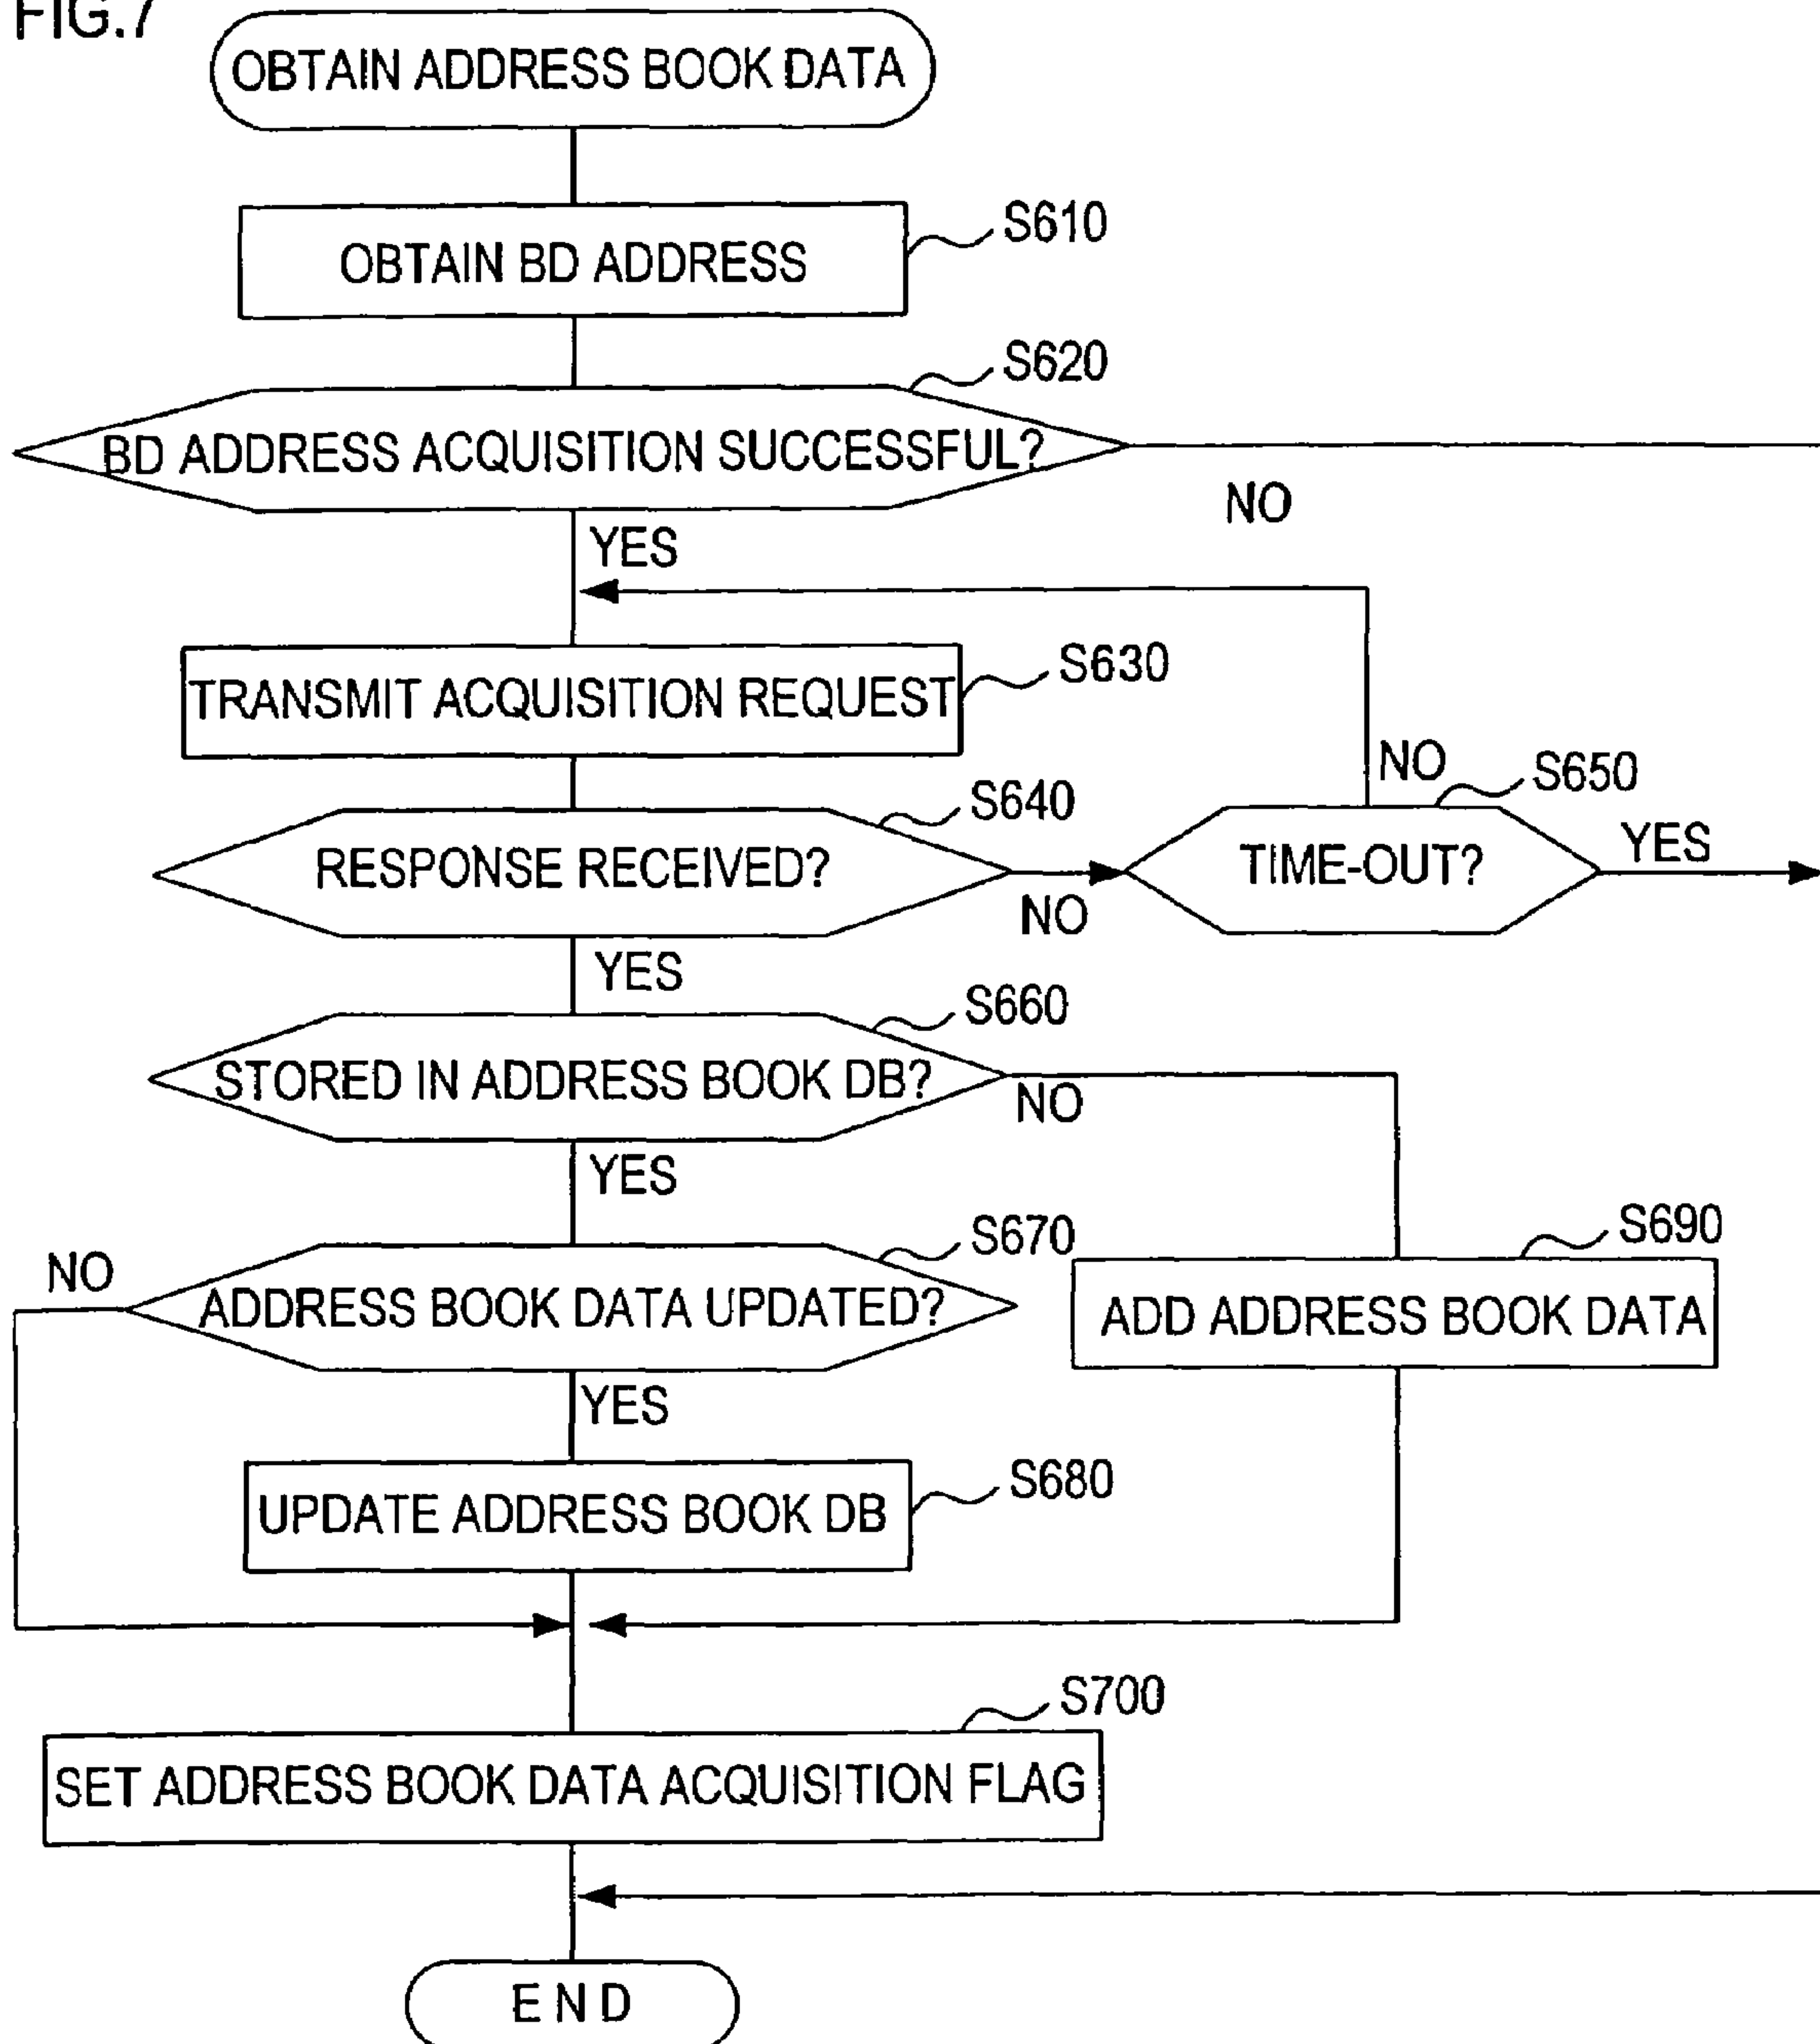 FIG.7
OBTAIN ADDRESS BOOK DATA
S610
OBTAIN BD ADDRESS
S620
BD ADDRESS ACQUISITION SUCCESSFUL?
NO
YES
S630
TRANSMIT ACQUISITION REQUEST
NO
S650
S640
RESPONSE RECEIVED?
NO
TIME-OUT?
YES
YES
S660
STORED IN ADDRESS BOOK DB?
NO
YES
S670
S690
NO
ADDRESS BOOK DATA UPDATED?
ADD ADDRESS BOOK DATA
YES
S680
UPDATE ADDRESS BOOK DB
S700
SET ADDRESS BOOK DATA ACQUISITION FLAG
END